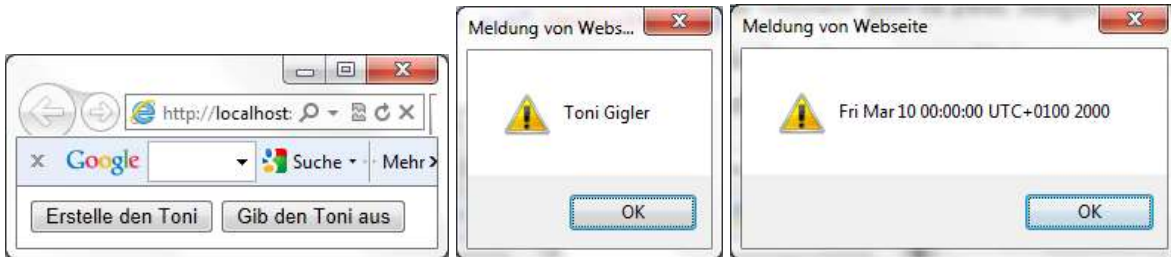 http://localhost:
x Google Suche Mehr
Erstelle den Toni Gib den Toni aus
Meldung von Webs...
Toni Gigler
OK
Meldung von Webseite
Fri Mar 10 00:00:00 UTC+0100 2000
OK